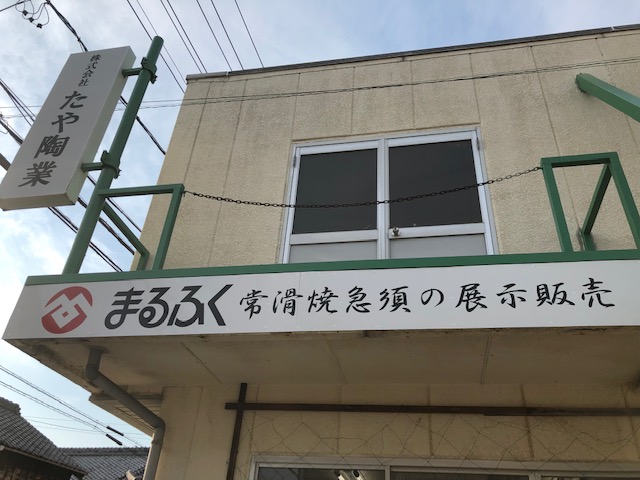 株式会社 たや陶業
まるふく 常滑焼急須の展示販売